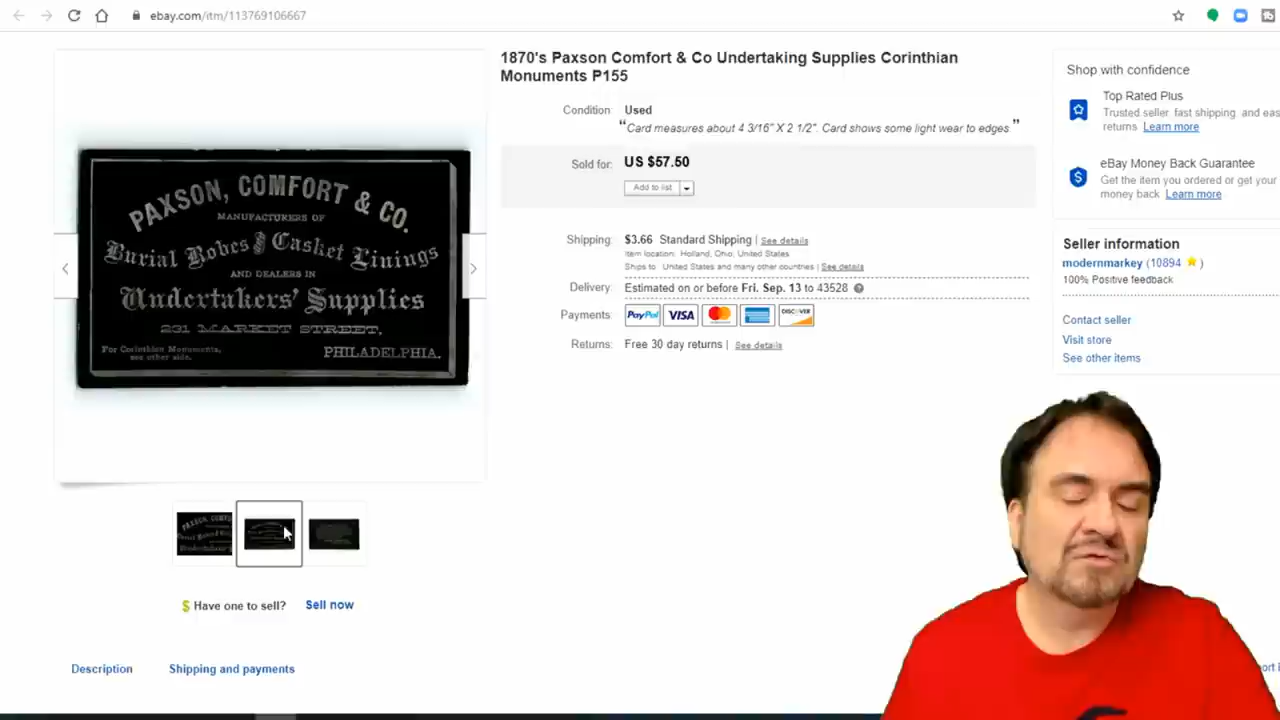 ebay.com/itm/113769106667
1870's Paxson Comfort & Co Undertaking Supplies Corinthian
Monuments P155
Condition: Used
"Card measures about 4 3/16" X 2 1/2". Card shows some light wear to edges."
Sold for: US $57.50
Add to list
Shipping: $3.66 Standard Shipping | See details
Item location: Holland, Ohio, United States
Ships to: United States and many other countries | See details
Delivery: Estimated on or before Fri. Sep. 13 to 43528
Payments: PayPal VISA DISCOVER
Returns: Free 30 day returns | See details
PAXSON, COMFORT & CO.
MANUFACTURERS OF
Burial Robes and Casket Linings
AND DEALERS IN
Undertakers' Supplies
231 MARKET STREET,
For Corinthian Monuments,
see other side.
PHILADELPHIA.
$ Have one to sell? Sell now
Description Shipping and payments
Shop with confidence
Top Rated Plus
Trusted seller, fast shipping, and eas
returns Learn more
eBay Money Back Guarantee
Get the item you ordered or get your
money back Learn more
Seller information
modernmarkey (10894 )
100% Positive feedback
Contact seller
Visit store
See other items